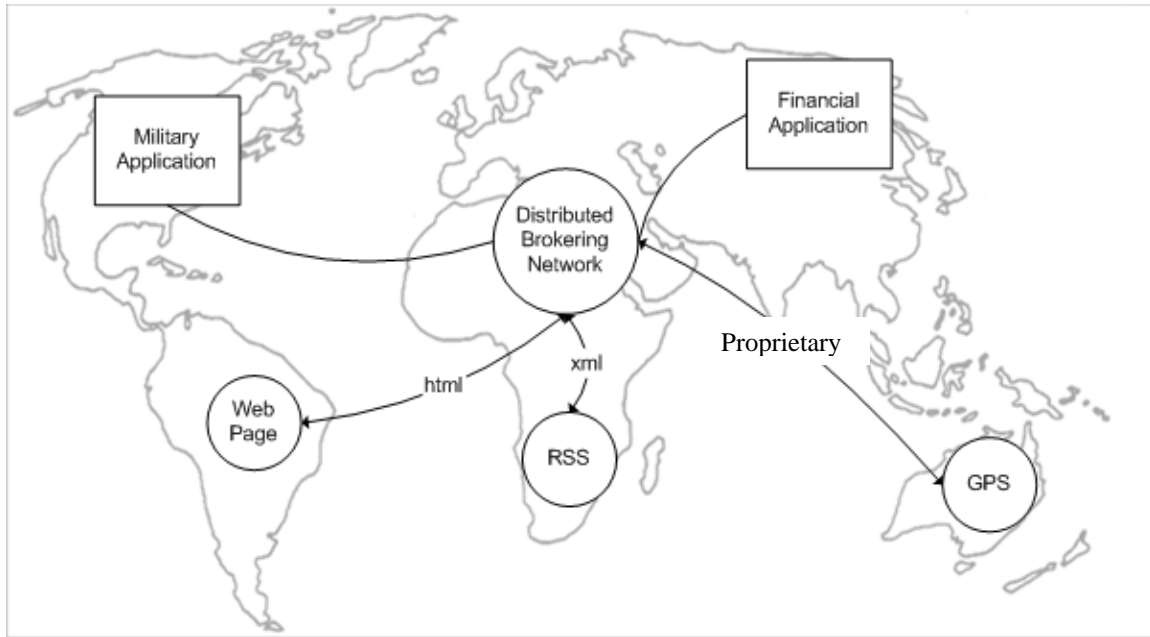 Military
Application
Financial
Application
Distributed
Brokering
Network
Proprietary
xml
html
Web
Page
RSS
GPS